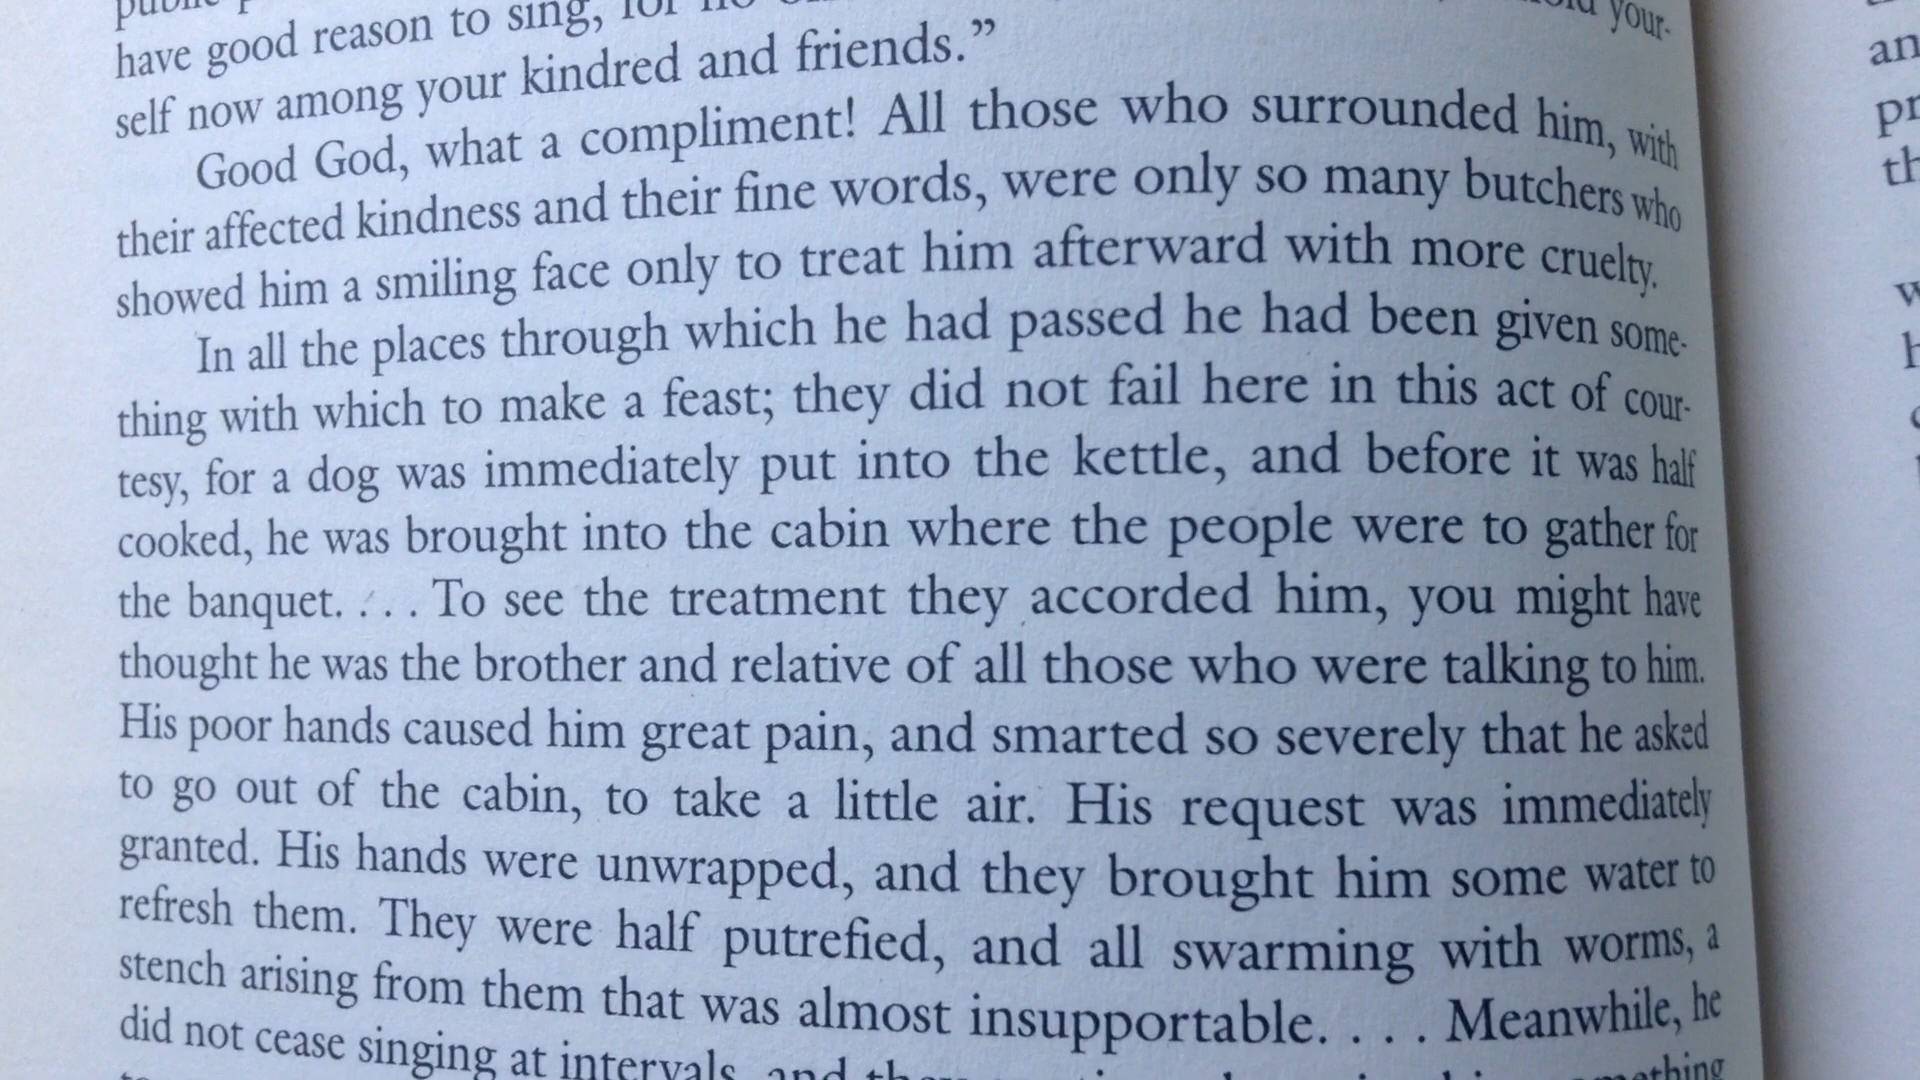 have good reason to sing, for no your-
self now among your kindred and friends.”
Good God, what a compliment! All those who surrounded him, with
their affected kindness and their fine words, were only so many butchers who
showed him a smiling face only to treat him afterward with more cruelty.
In all the places through which he had passed he had been given some-
thing with which to make a feast; they did not fail here in this act of cour-
tesy, for a dog was immediately put into the kettle, and before it was half
cooked, he was brought into the cabin where the people were to gather for
the banquet. . . . To see the treatment they accorded him, you might have
thought he was the brother and relative of all those who were talking to him.
His poor hands caused him great pain, and smarted so severely that he asked
to go out of the cabin, to take a little air. His request was immediately
granted. His hands were unwrapped, and they brought him some water to
refresh them. They were half putrefied, and all swarming with worms, a
stench arising from them that was almost insupportable. . . . Meanwhile, he
did not cease singing at intervals, and something
an
th